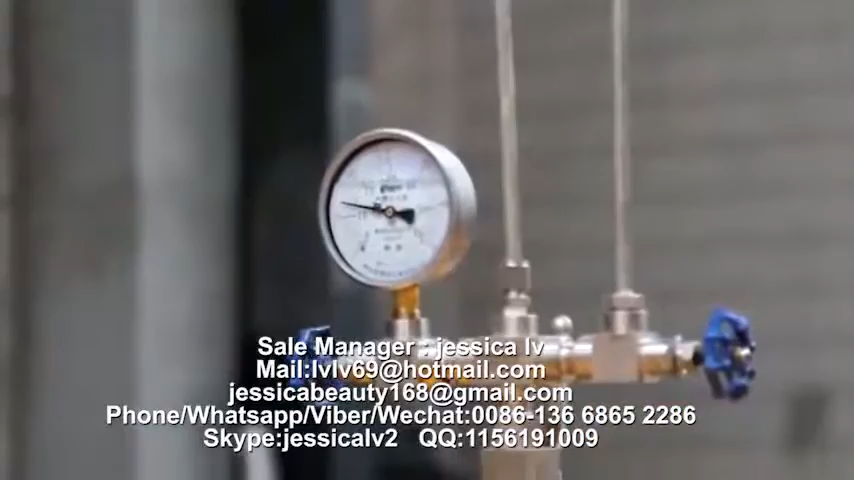 Sale Manager : jessica lv
Mail:lvlv69@hotmail.com
jessicabeauty168@gmail.com
Phone/Whatsapp/Viber/Wechat:0086-136 6865 2286
Skype:jessicalv2 QQ:1156191009